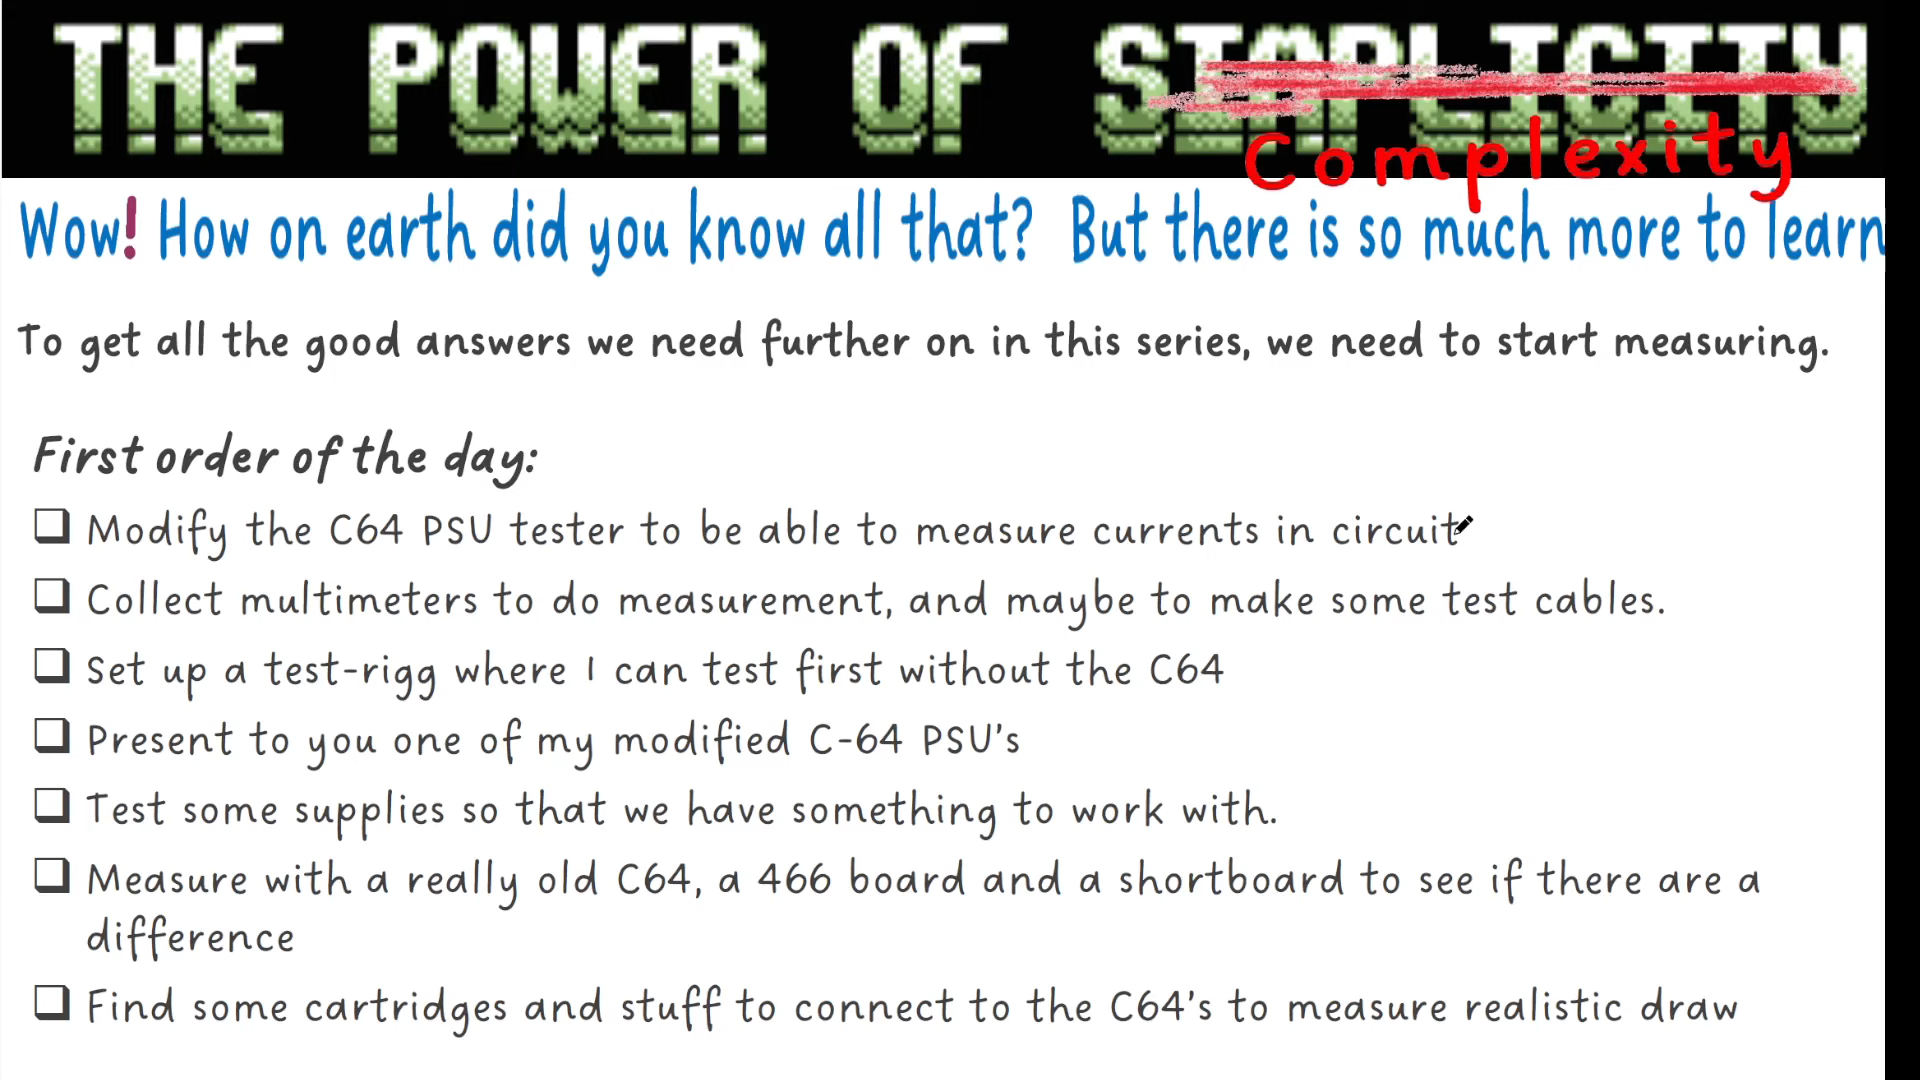 THE POWER OF SIMPLICITY
Complexity
Wow! How on earth did you know all that? But there is so much more to learn
To get all the good answers we need further on in this series, we need to start measuring.
First order of the day:
Modify the C64 PSU tester to be able to measure currents in circuit
Collect multimeters to do measurement, and maybe to make some test cables.
Set up a test-rigg where I can test first without the C64
Present to you one of my modified C-64 PSU's
Test some supplies so that we have something to work with.
Measure with a really old C64, a 466 board and a shortboard to see if there are a
difference
Find some cartridges and stuff to connect to the C64's to measure realistic draw